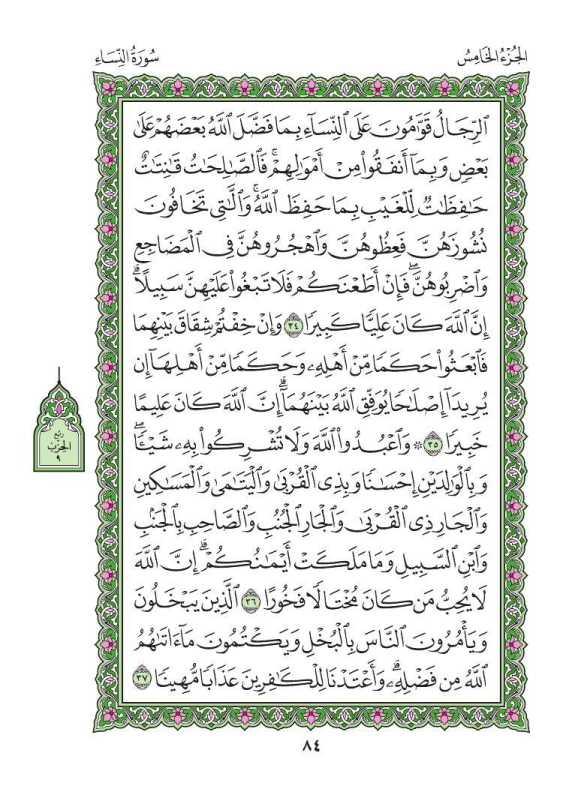 الجُزْءُ الخَامِسُ
سُورَةُ النِّسَاءِ
ٱلرِّجَالُ قَوَّٰمُونَ عَلَى ٱلنِّسَآءِ بِمَا فَضَّلَ ٱللَّهُ بَعْضَهُمْ عَلَىٰ
بَعْضٖ وَبِمَآ أَنفَقُواْ مِنْ أَمْوَٰلِهِمْۚ فَٱلصَّٰلِحَٰتُ قَٰنِتَٰتٌ
حَٰفِظَٰتٞ لِّلْغَيْبِ بِمَا حَفِظَ ٱللَّهُۚ وَٱلَّٰتِي تَخَافُونَ
نُشُوزَهُنَّ فَعِظُوهُنَّ وَٱهْجُرُوهُنَّ فِي ٱلْمَضَاجِعِ
وَٱضْرِبُوهُنَّۖ فَإِنْ أَطَعْنَكُمْ فَلَا تَبْغُواْ عَلَيْهِنَّ سَبِيلًاۗ
إِنَّ ٱللَّهَ كَانَ عَلِيّٗا كَبِيرٗا ٣٤ وَإِنْ خِفْتُمْ شِقَاقَ بَيْنِهِمَا
فَٱبْعَثُواْ حَكَمٗا مِّنْ أَهْلِهِۦ وَحَكَمٗا مِّنْ أَهْلِهَآ إِن
يُرِيدَآ إِصْلَٰحٗا يُوَفِّقِ ٱللَّهُ بَيْنَهُمَآۗ إِنَّ ٱللَّهَ كَانَ عَلِيمًا
خَبِيرٗا ٣٥ ۞ وَٱعْبُدُواْ ٱللَّهَ وَلَا تُشْرِكُواْ بِهِۦ شَيْـٔٗاۖ
وَبِٱلْوَٰلِدَيْنِ إِحْسَٰنٗا وَبِذِي ٱلْقُرْبَىٰ وَٱلْيَتَٰمَىٰ وَٱلْمَسَٰكِينِ
وَٱلْجَارِ ذِي ٱلْقُرْبَىٰ وَٱلْجَارِ ٱلْجُنُبِ وَٱلصَّاحِبِ بِٱلْجَنۢبِ
وَٱبْنِ ٱلسَّبِيلِ وَمَا مَلَكَتْ أَيْمَٰنُكُمْۗ إِنَّ ٱللَّهَ
لَا يُحِبُّ مَن كَانَ مُخْتَالٗا فَخُورًا ٣٦ ٱلَّذِينَ يَبْخَلُونَ
وَيَأْمُرُونَ ٱلنَّاسَ بِٱلْبُخْلِ وَيَكْتُمُونَ مَآ ءَاتَىٰهُمُ
ٱللَّهُ مِن فَضْلِهِۦۗ وَأَعْتَدْنَا لِلْكَٰفِرِينَ عَذَابٗا مُّهِينٗا ٣٧
ربع
الحزب
٩
٨٤